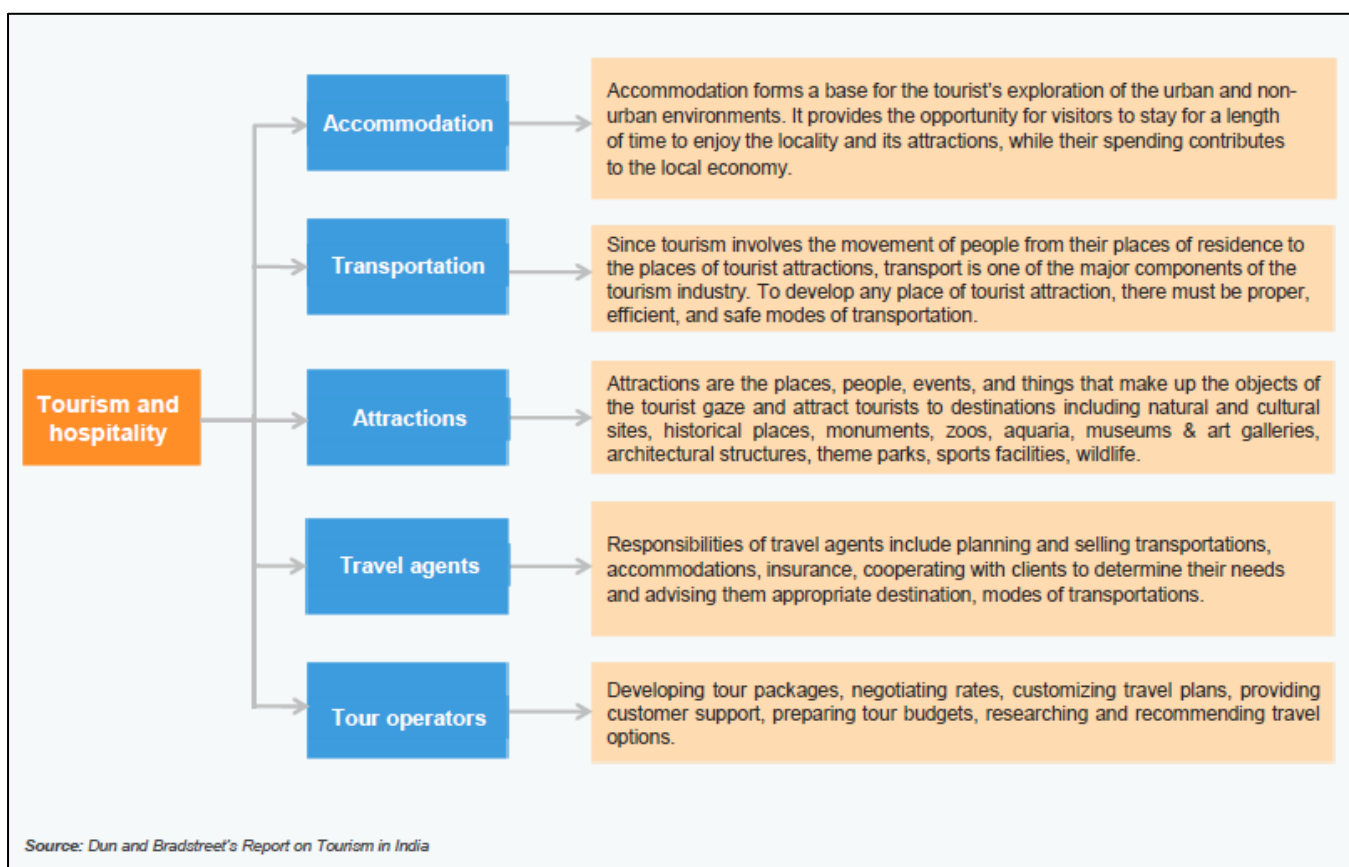 Accommodation
Accommodation forms a base for the tourist's exploration of the urban and non-
urban environments. It provides the opportunity for visitors to stay for a length
of time to enjoy the locality and its attractions, while their spending contributes
to the local economy.
Transportation
Since tourism involves the movement of people from their places of residence to
the places of tourist attractions, transport is one of the major components of the
tourism industry. To develop any place of tourist attraction, there must be proper,
efficient, and safe modes of transportation.
Tourism and
hospitality
Attractions
Attractions are the places, people, events, and things that make up the objects of
the tourist gaze and attract tourists to destinations including natural and cultural
sites, historical places, monuments, zoos, aquaria, museums & art galleries,
architectural structures, theme parks, sports facilities, wildlife.
Travel agents
Responsibilities of travel agents include planning and selling transportations,
accommodations, insurance, cooperating with clients to determine their needs
and advising them appropriate destination, modes of transportations.
Tour operators
Developing tour packages, negotiating rates, customizing travel plans, providing
customer support, preparing tour budgets, researching and recommending travel
options.
Source: Dun and Bradstreet's Report on Tourism in India